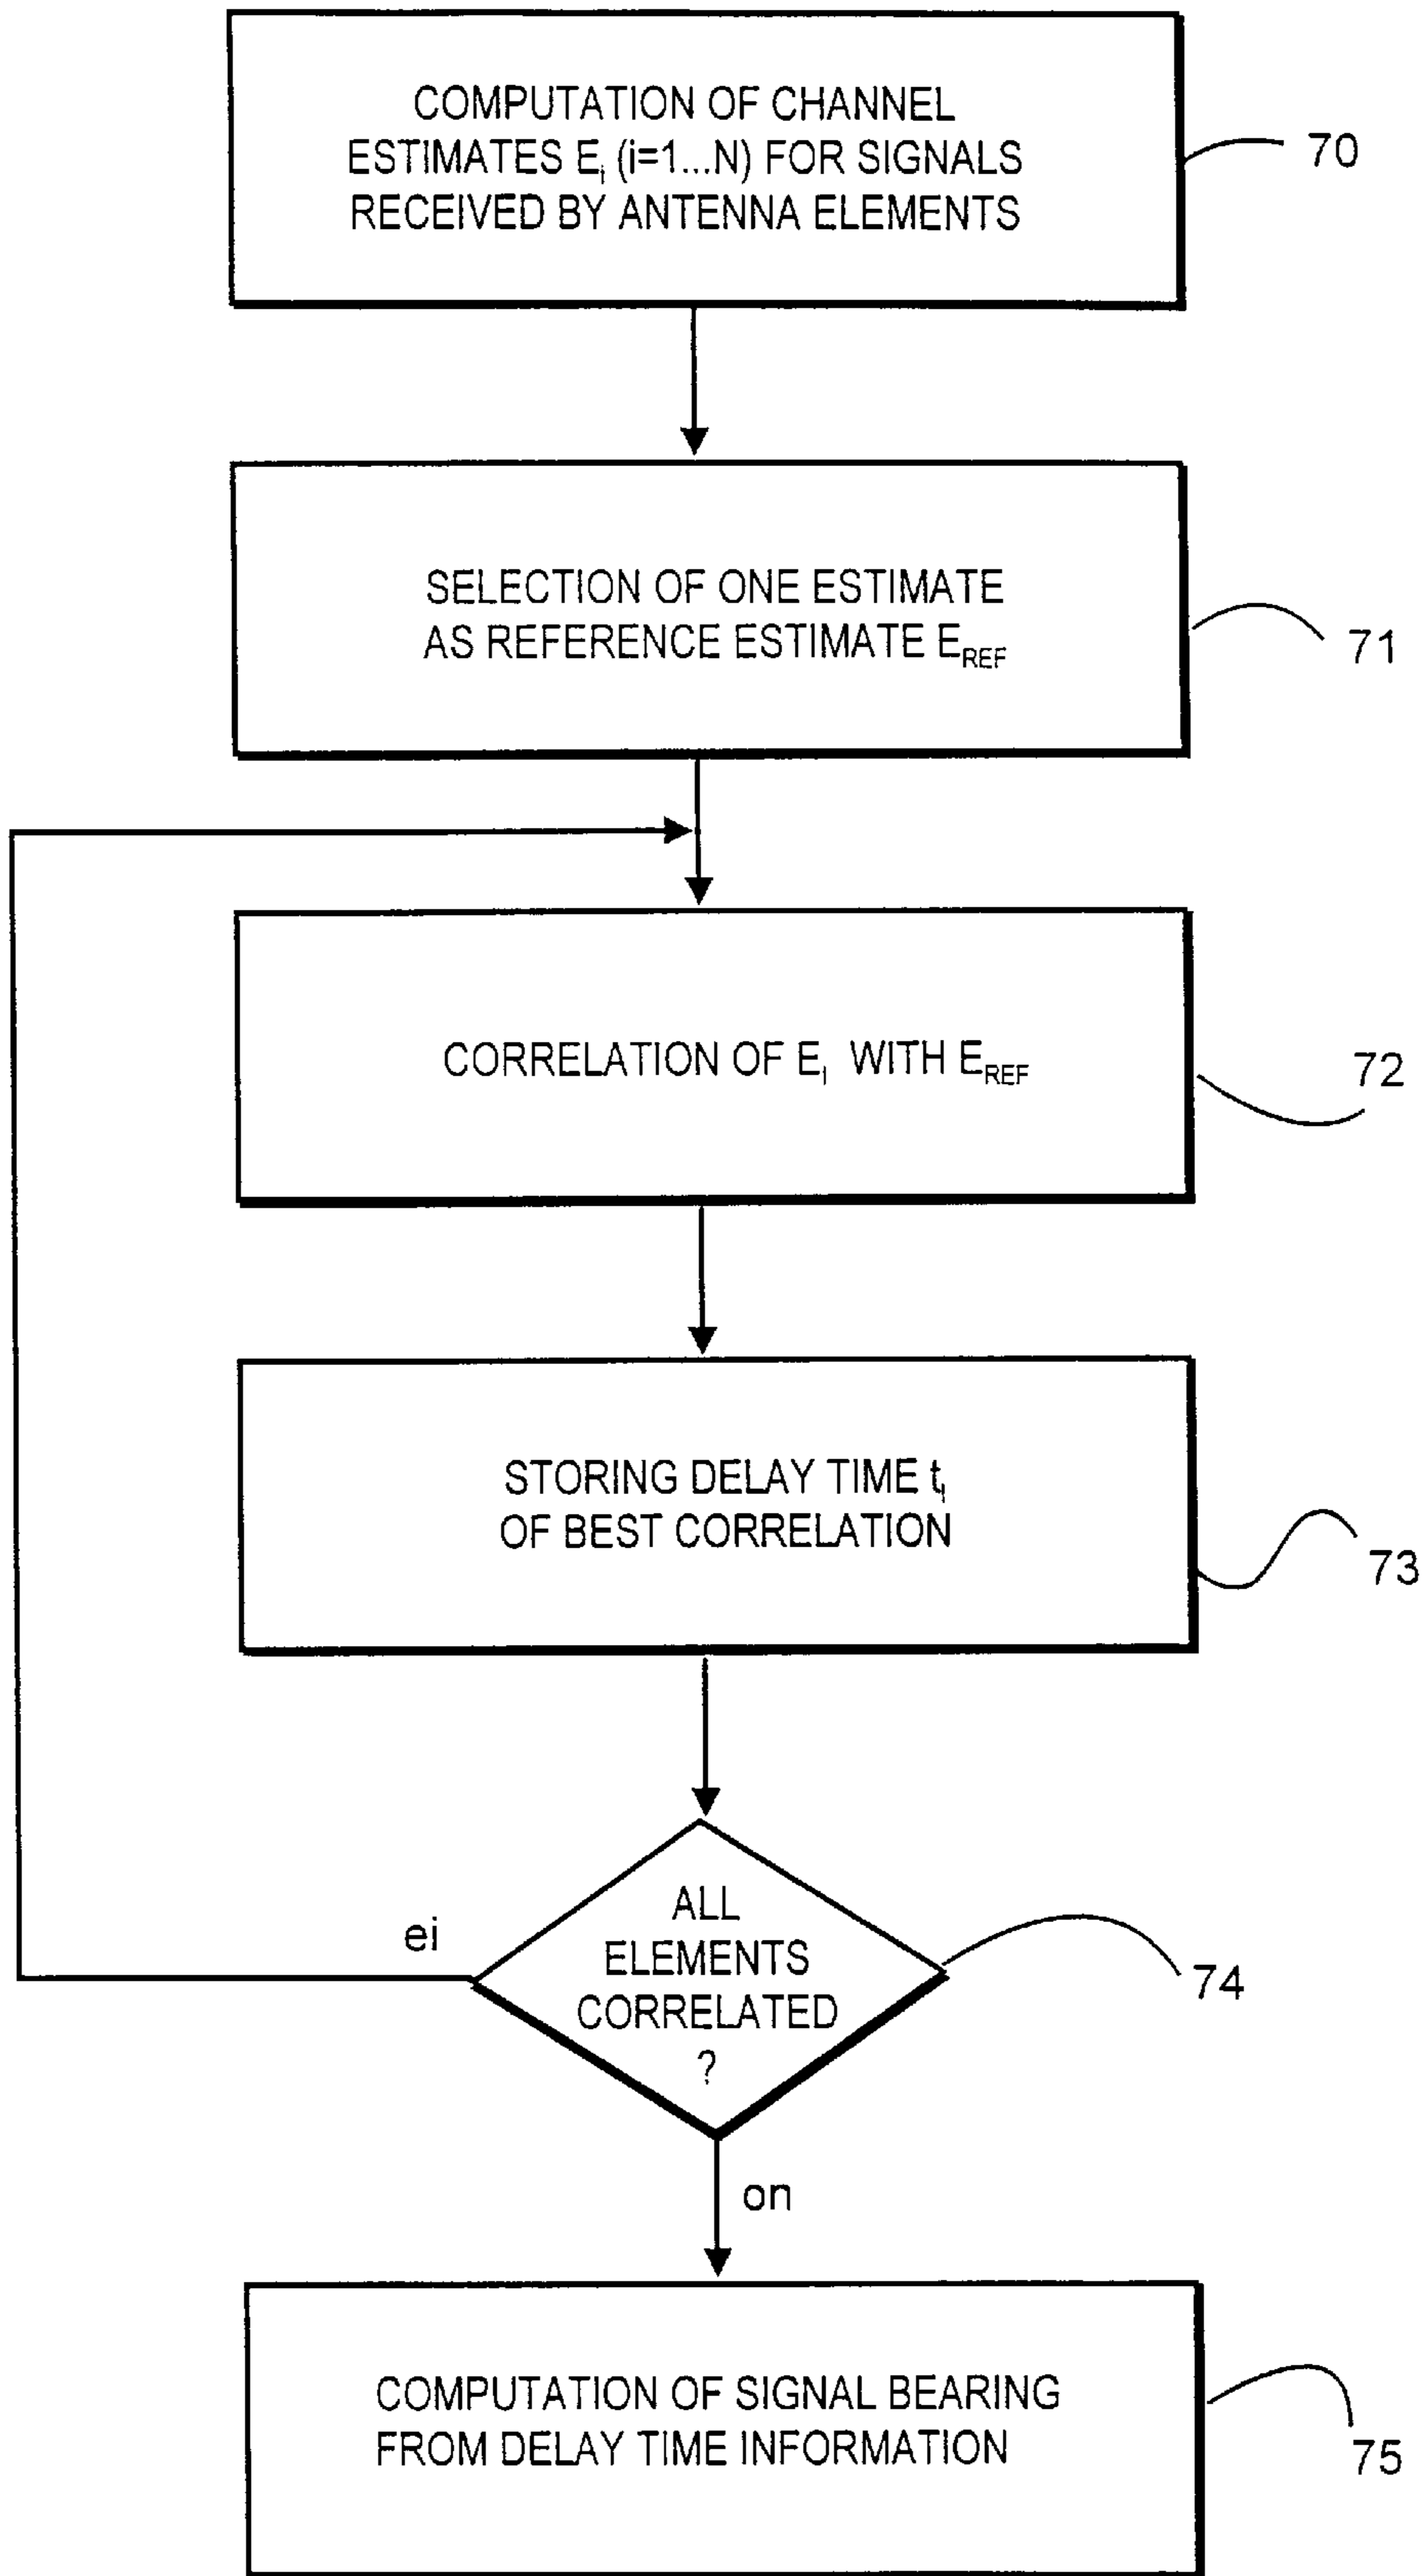 COMPUTATION OF CHANNEL
ESTIMATES Eᵢ (i=1...N) FOR SIGNALS
RECEIVED BY ANTENNA ELEMENTS
70
SELECTION OF ONE ESTIMATE
AS REFERENCE ESTIMATE E_REF
71
CORRELATION OF Eᵢ WITH E_REF
72
STORING DELAY TIME tᵢ
OF BEST CORRELATION
73
ALL
ELEMENTS
CORRELATED
?
74
ei
on
COMPUTATION OF SIGNAL BEARING
FROM DELAY TIME INFORMATION
75